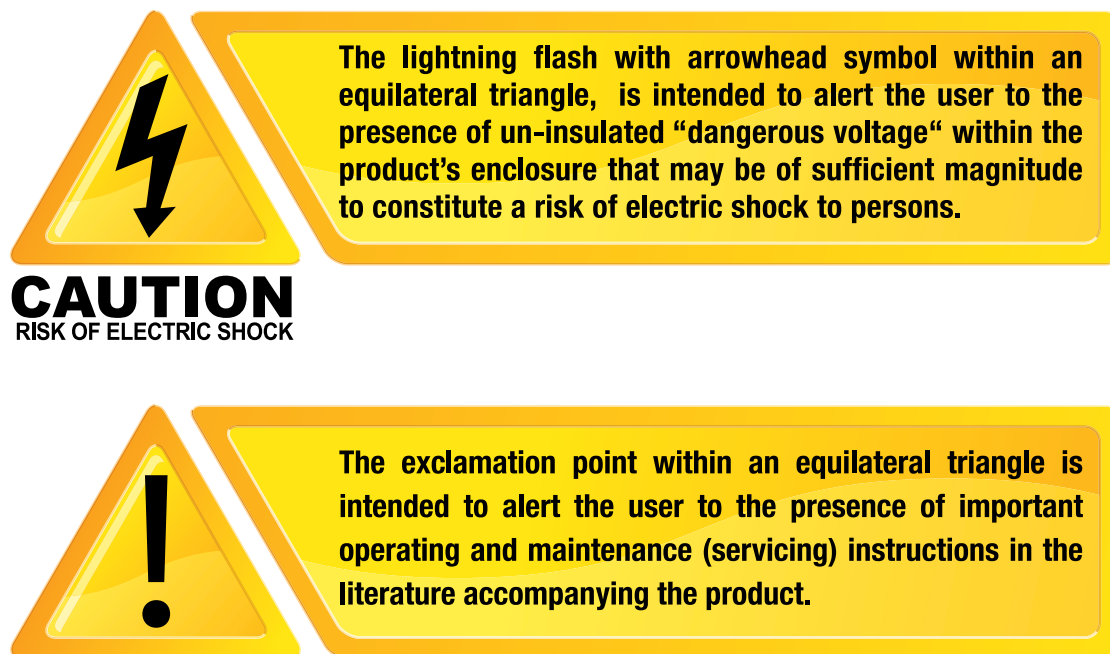 The lightning flash with arrowhead symbol within an
equilateral triangle, is intended to alert the user to the
presence of un-insulated “dangerous voltage“ within the
product’s enclosure that may be of sufficient magnitude
to constitute a risk of electric shock to persons.
CAUTION
RISK OF ELECTRIC SHOCK
!
The exclamation point within an equilateral triangle is
intended to alert the user to the presence of important
operating and maintenance (servicing) instructions in the
literature accompanying the product.